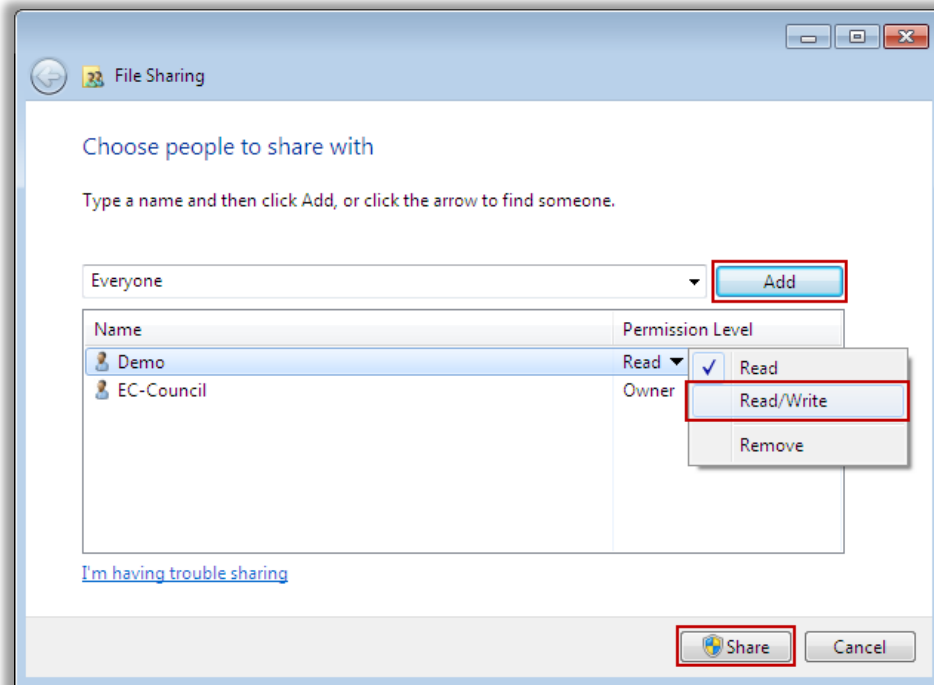 File Sharing
Choose people to share with
Type a name and then click Add, or click the arrow to find someone.
Everyone
Add
Name Permission Level
Demo Read
EC-Council Owner
Read
Read/Write
Remove
I'm having trouble sharing
Share Cancel